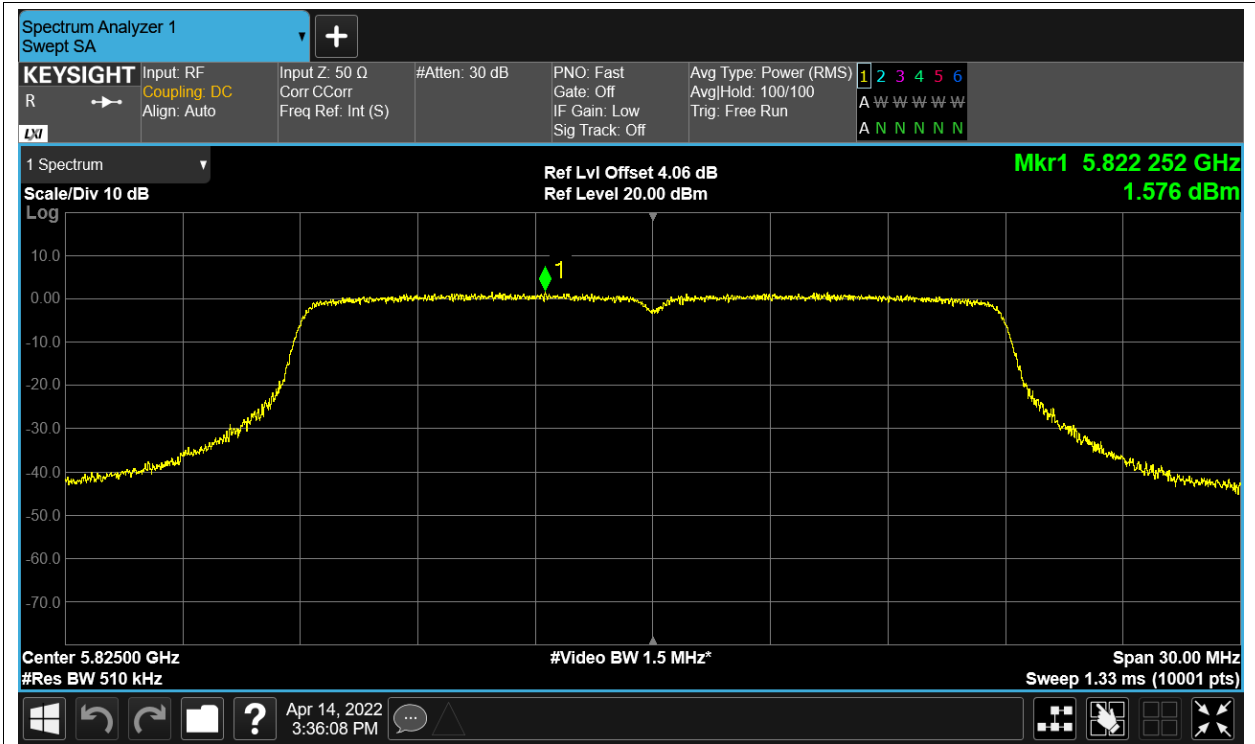 Spectrum Analyzer 1
Swept SA
KEYSIGHT
R
LXI
Input: RF
Coupling: DC
Align: Auto
Input Z: 50 Ω
Corr CCorr
Freq Ref: Int (S)
#Atten: 30 dB
PNO: Fast
Gate: Off
IF Gain: Low
Sig Track: Off
Avg Type: Power (RMS)
Avg|Hold: 100/100
Trig: Free Run
1 2 3 4 5 6
A W W W W W
A N N N N N
1 Spectrum
Scale/Div 10 dB
Log
Ref Lvl Offset 4.06 dB
Ref Level 20.00 dBm
Mkr1 5.822 252 GHz
1.576 dBm
1
10.0
0.00
-10.0
-20.0
-30.0
-40.0
-50.0
-60.0
-70.0
Center 5.82500 GHz
#Video BW 1.5 MHz*
Span 30.00 MHz
#Res BW 510 kHz
Sweep 1.33 ms (10001 pts)
?
Apr 14, 2022
3:36:08 PM